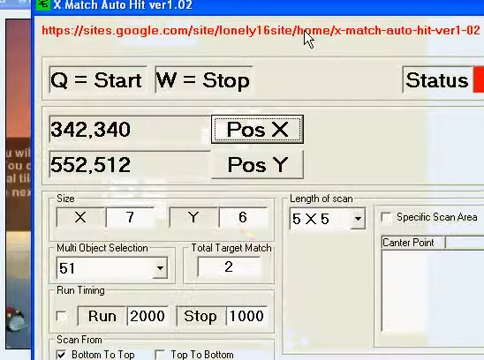 X Match Auto Hit ver1.02
https://sites.google.com/site/lonely16site/home/x-match-auto-hit-ver1-02
Q = Start W = Stop Status
342,340 Pos X
552,512 Pos Y
Size
X 7 Y 6
Length of scan
5 X 5
Specific Scan Area
Canter Point
Multi Object Selection
51
Total Target Match
2
Run Timing
Run 2000 Stop 1000
Scan From
Bottom To Top Top To Bottom